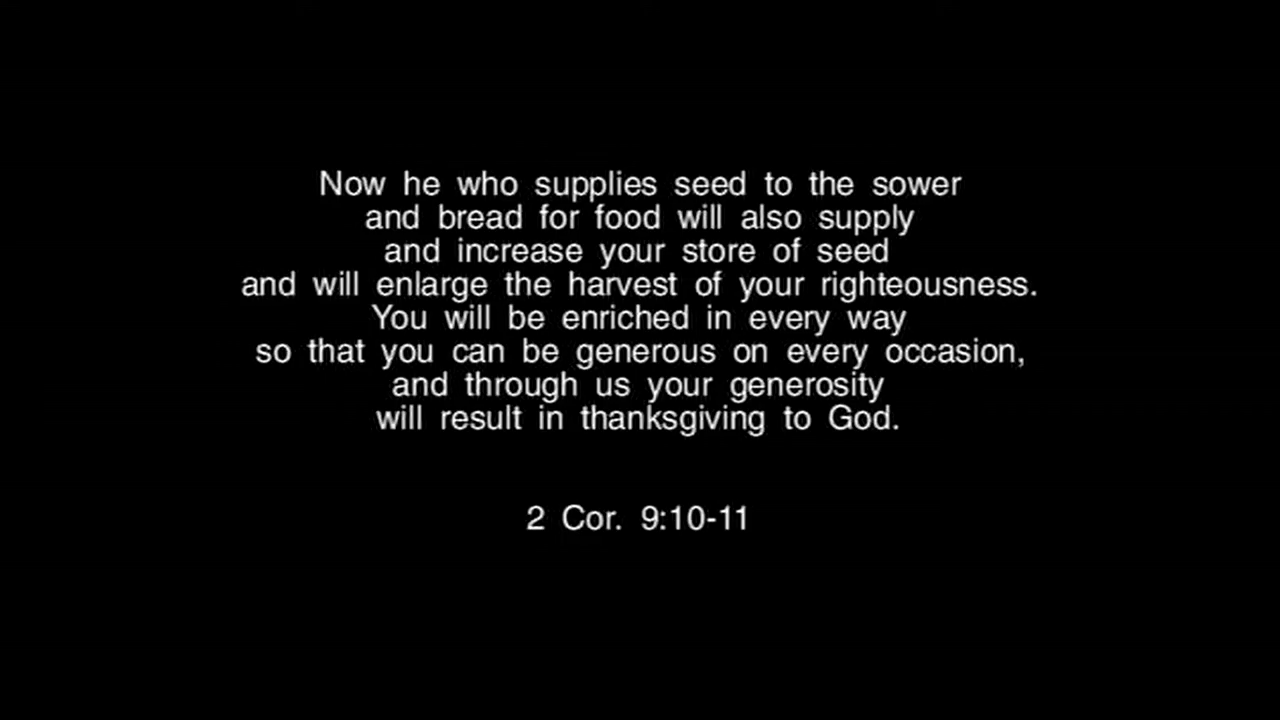 Now he who supplies seed to the sower
and bread for food will also supply
and increase your store of seed
and will enlarge the harvest of your righteousness.
You will be enriched in every way
so that you can be generous on every occasion,
and through us your generosity
will result in thanksgiving to God.
2 Cor. 9:10-11